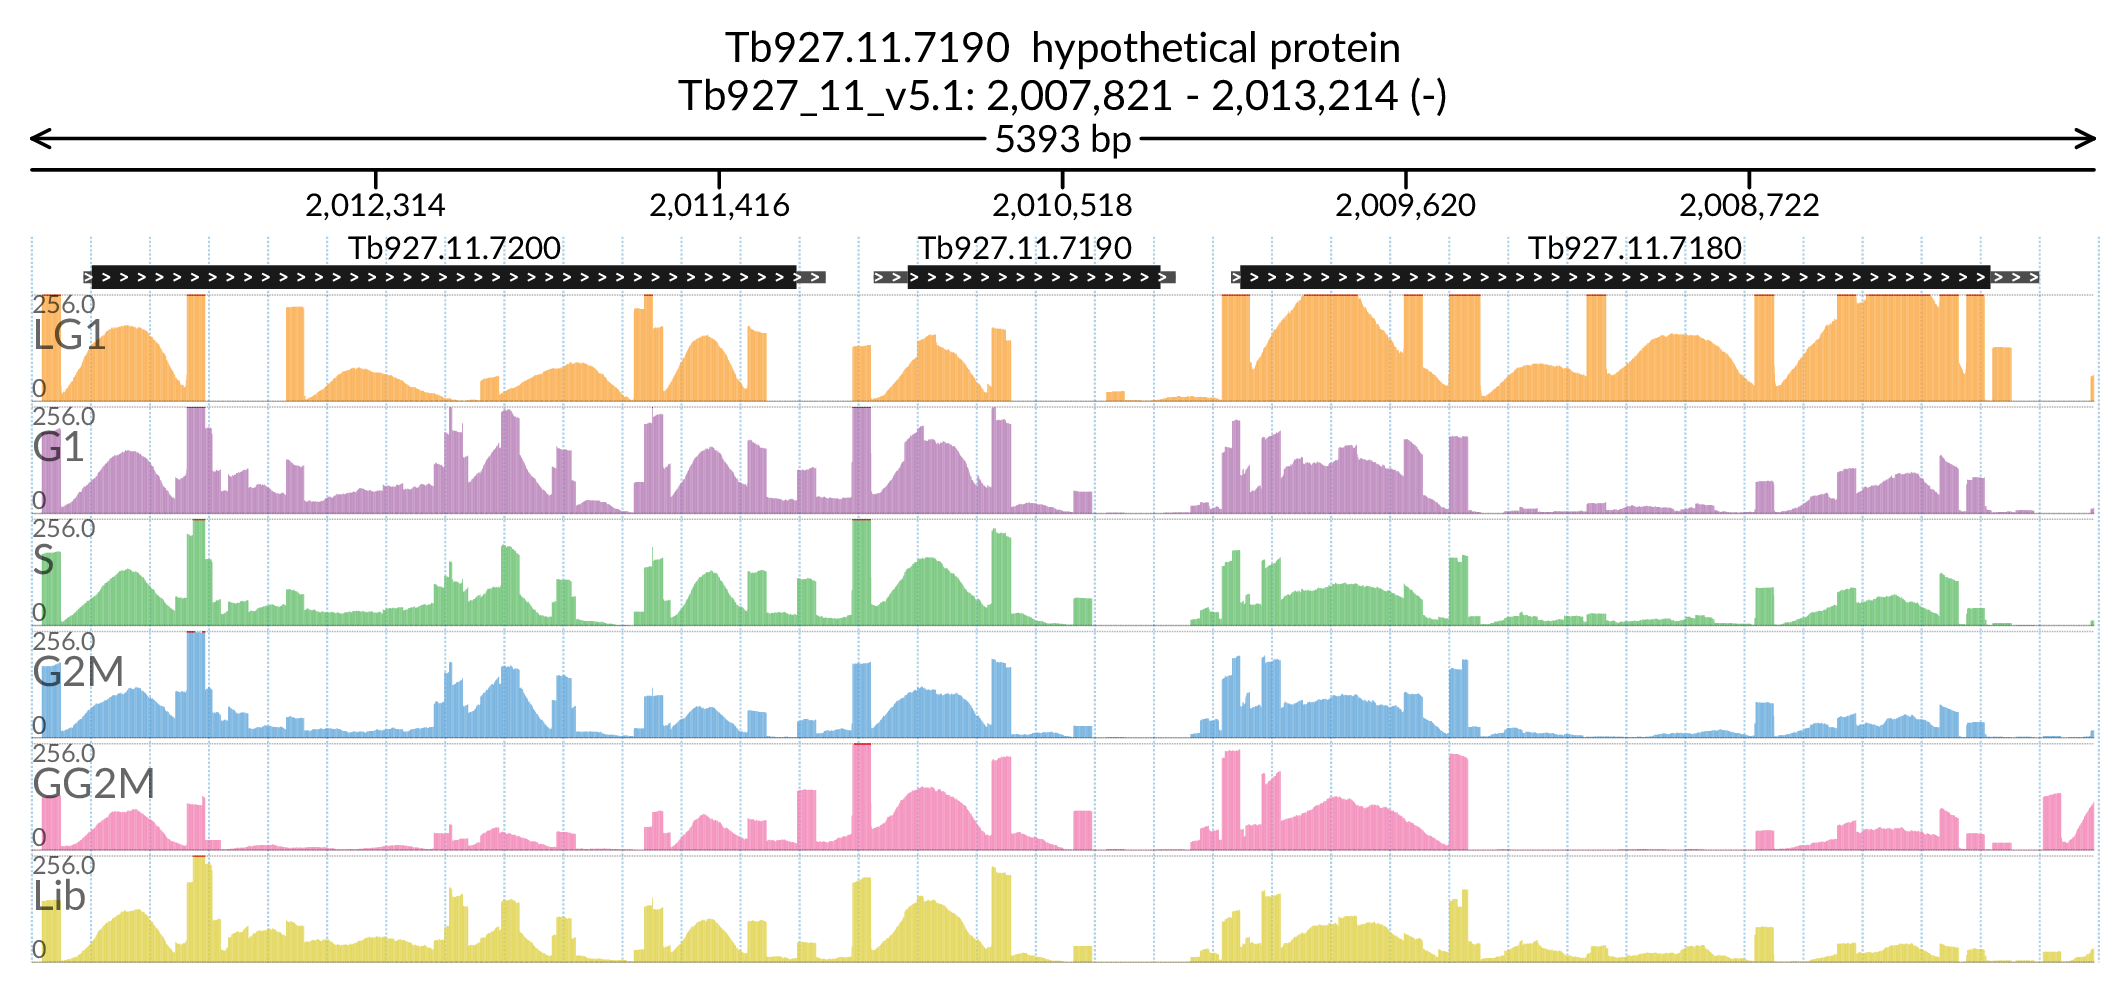 Tb927.11.7190  hypothetical protein
Tb927_11_v5.1: 2,007,821 - 2,013,214 (-)
5393 bp
2,012,314 2,011,416 2,010,518 2,009,620 2,008,722
Tb927.11.7200 Tb927.11.7190 Tb927.11.7180
256.0
LG1
0
256.0
G1
0
256.0
S
0
256.0
G2M
0
256.0
GG2M
0
256.0
Lib
0